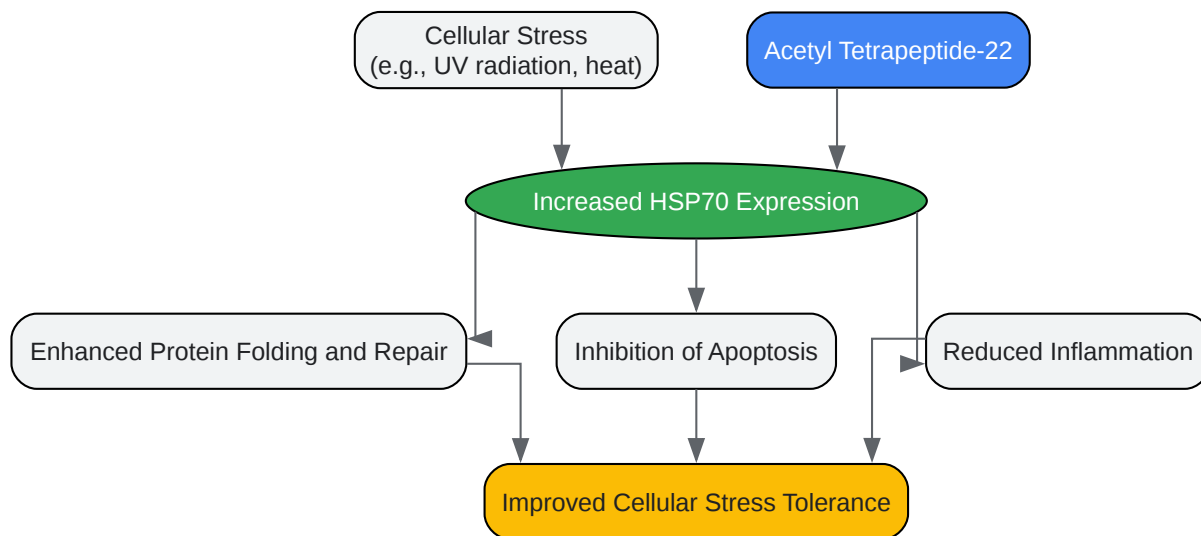 Cellular Stress
(e.g., UV radiation, heat)
Acetyl Tetrapeptide-22
Increased HSP70 Expression
Enhanced Protein Folding and Repair
Inhibition of Apoptosis
Reduced Inflammation
Improved Cellular Stress Tolerance